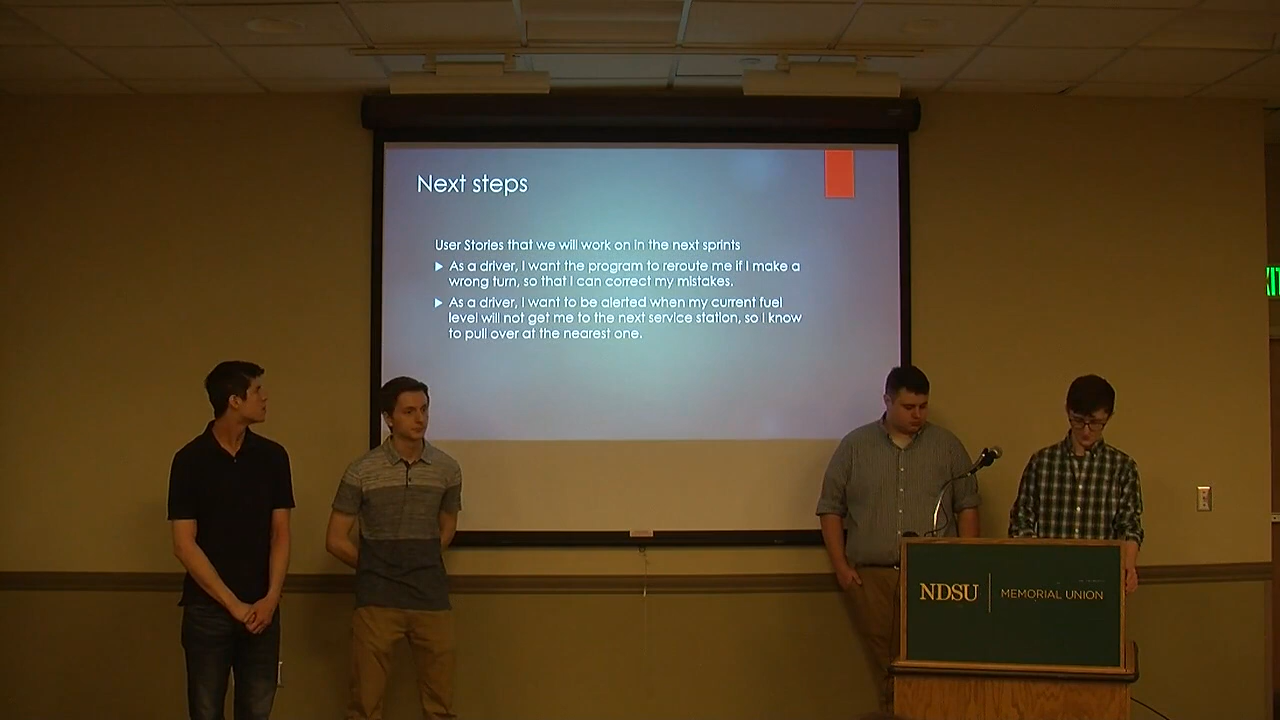 Next steps
User Stories that we will work on in the next sprints
As a driver, I want the program to reroute me if I make a
wrong turn, so that I can correct my mistakes.
As a driver, I want to be alerted when my current fuel
level will not get me to the next service station, so I know
to pull over at the nearest one.
NDSU MEMORIAL UNION